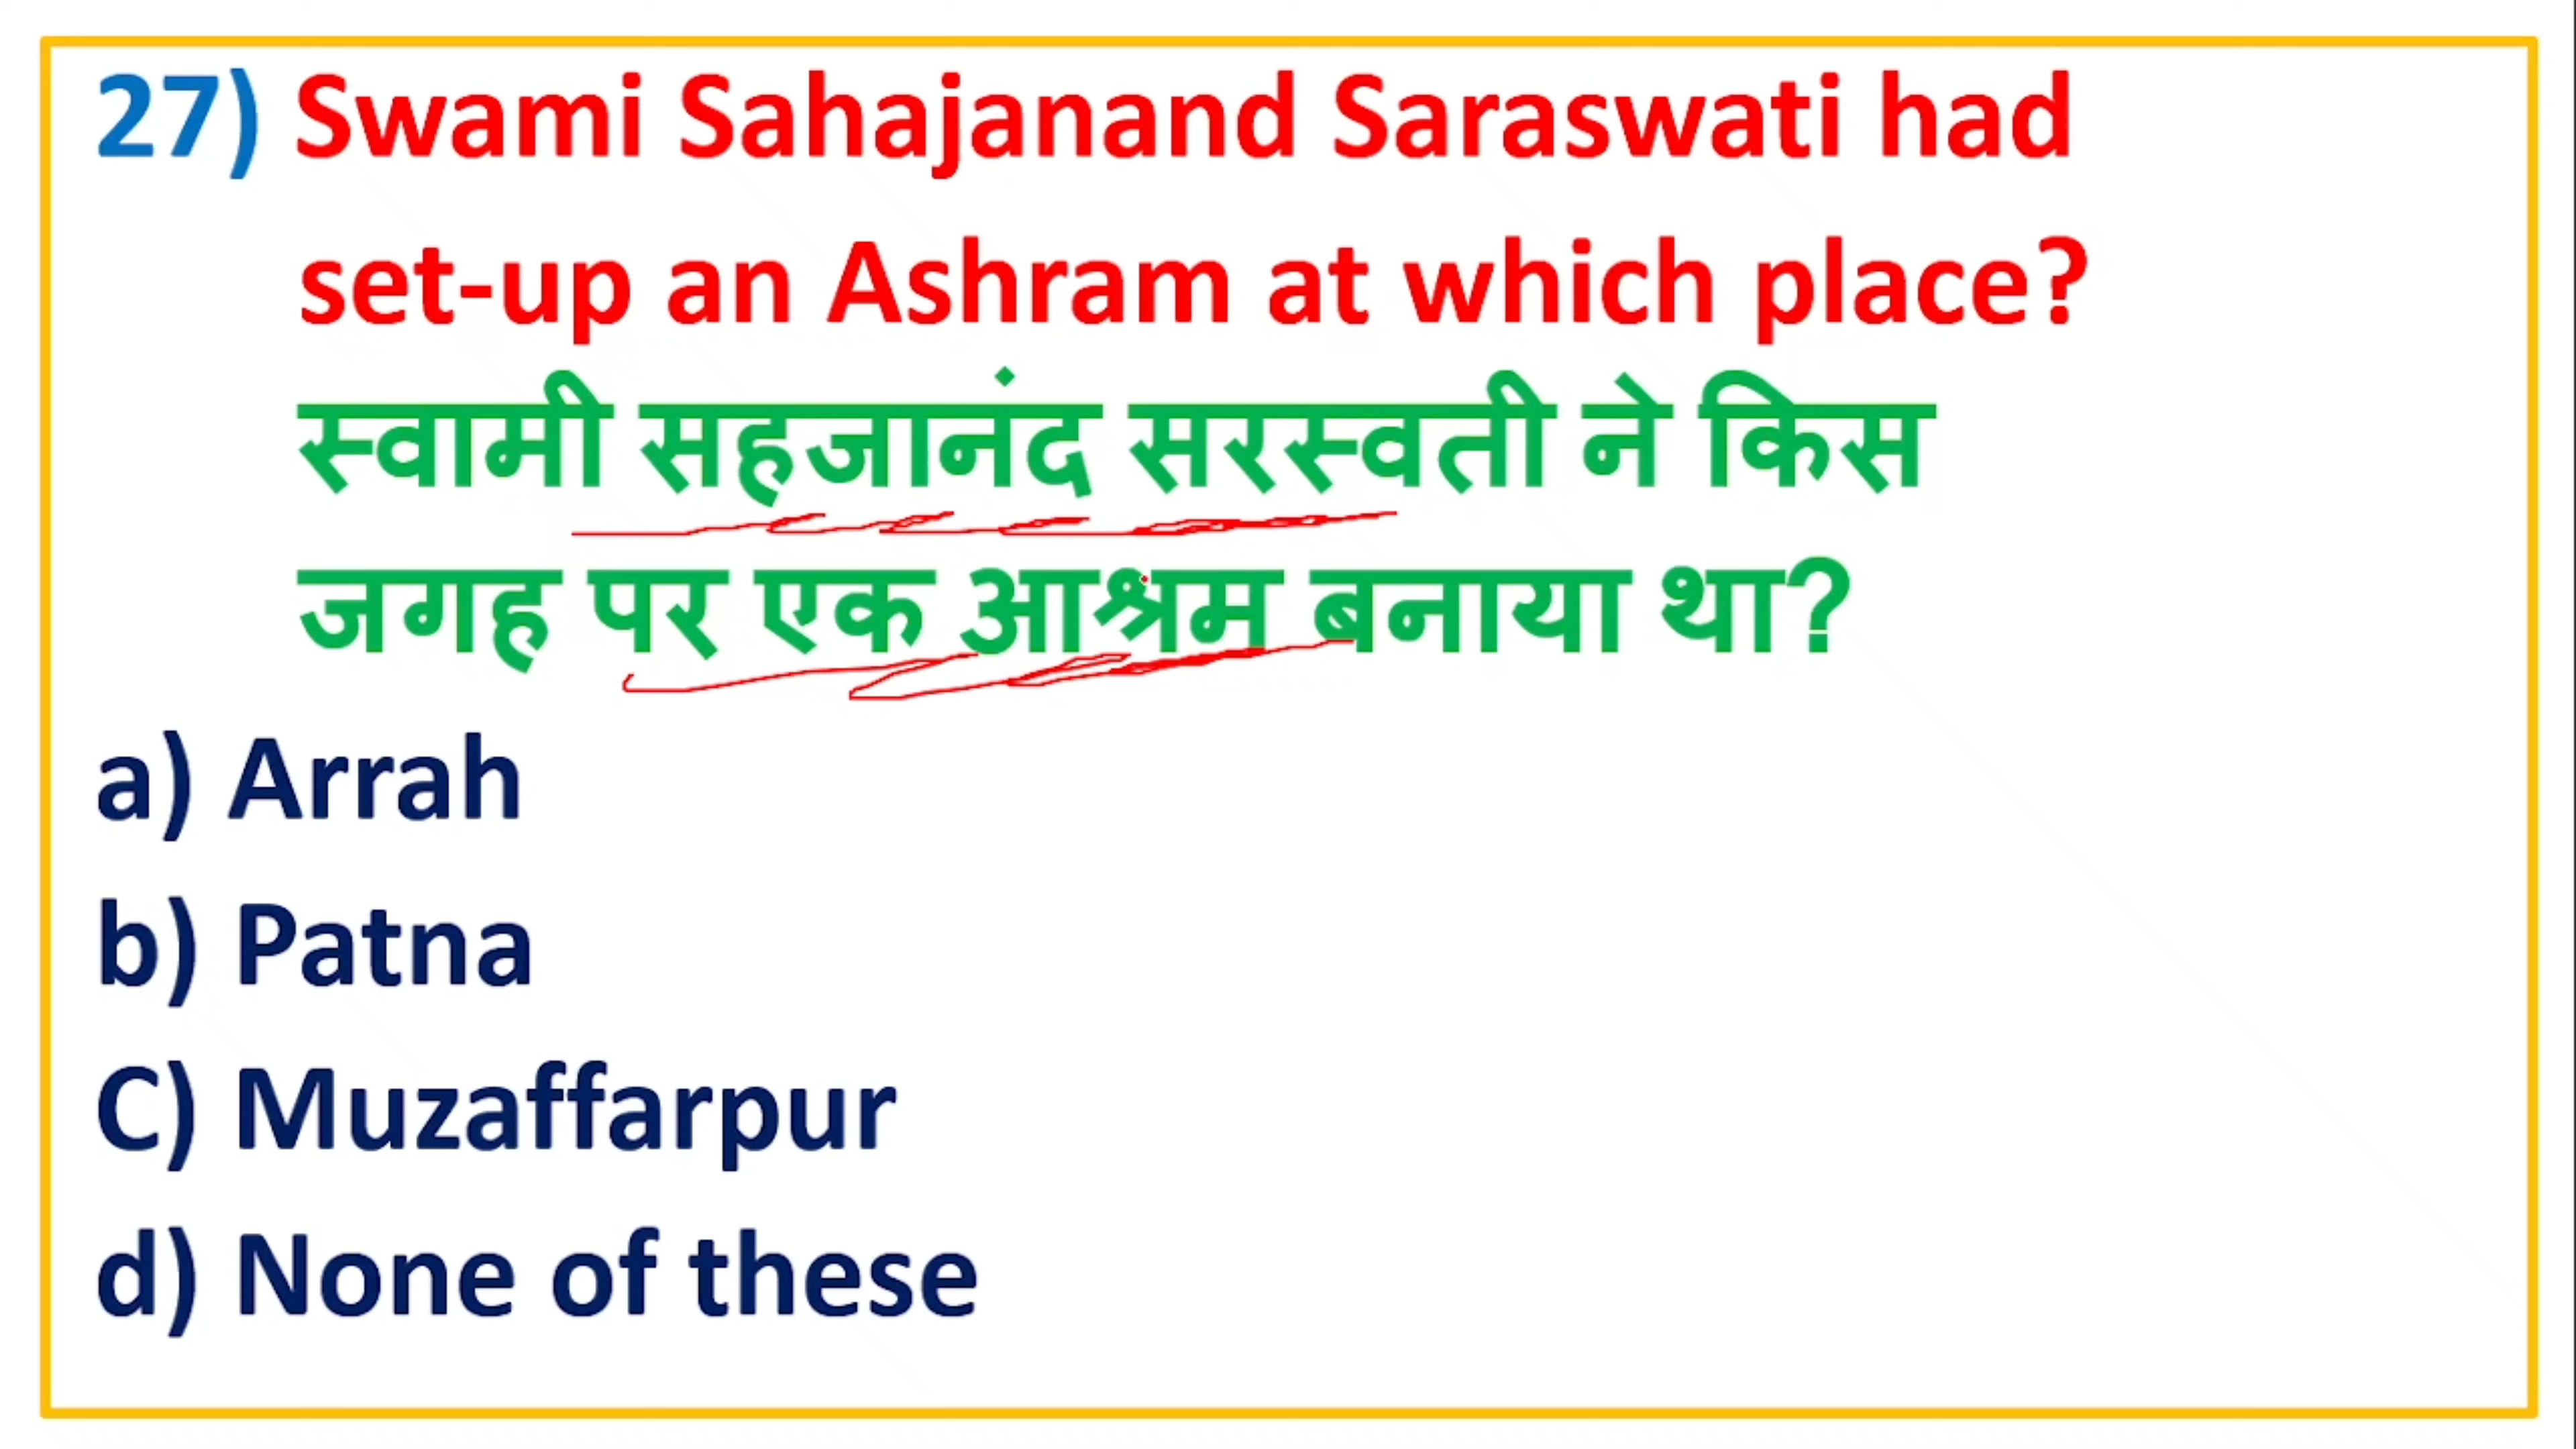 27) Swami Sahajanand Saraswati had
set-up an Ashram at which place?
स्वामी सहजानंद सरस्वती ने किस
जगह पर एक आश्रम बनाया था?
a) Arrah
b) Patna
C) Muzaffarpur
d) None of these